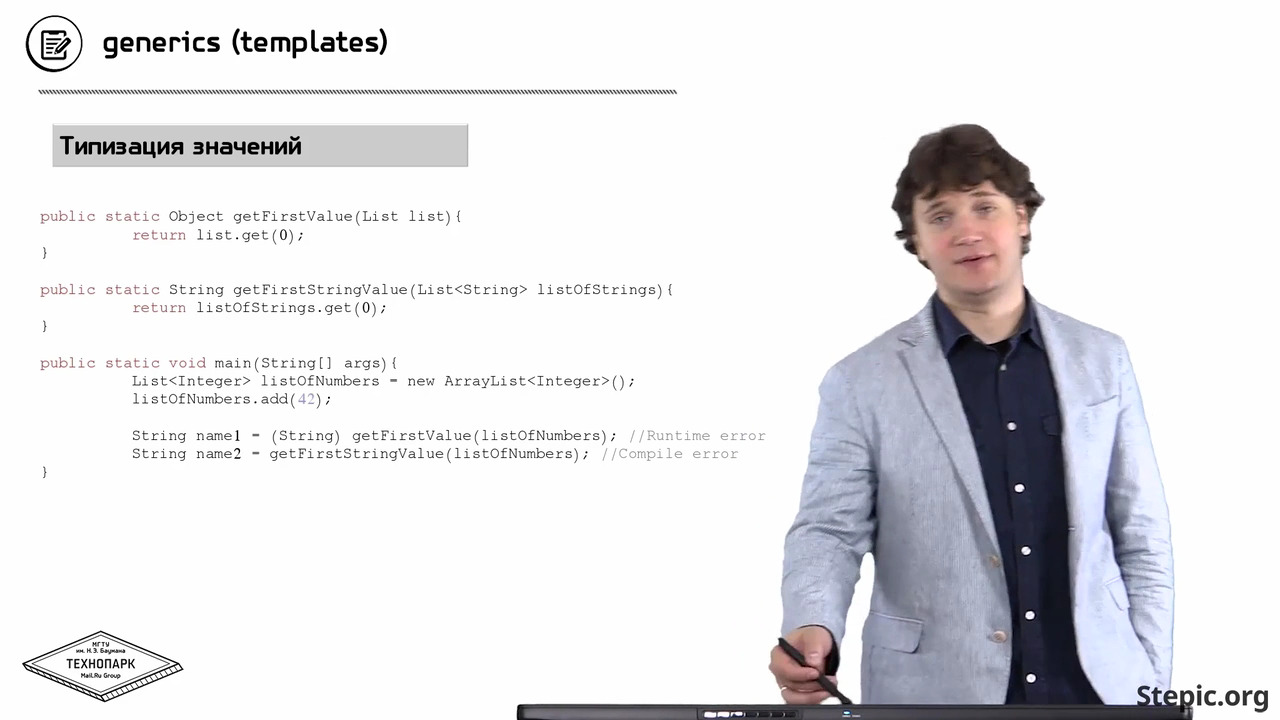 generics (templates)
Типизация значений
public static Object getFirstValue(List list){
return list.get(0);
}
public static String getFirstStringValue(List<String> listOfStrings){
return listOfStrings.get(0);
}
public static void main(String[] args){
List<Integer> listOfNumbers = new ArrayList<Integer>();
listOfNumbers.add(42);
String name1 = (String) getFirstValue(listOfNumbers); //Runtime error
String name2 = getFirstStringValue(listOfNumbers); //Compile error
}
МГТУ
им. Н.Э. Баумана
ТЕХНОПАРК
Mail.Ru Group
Stepic.org